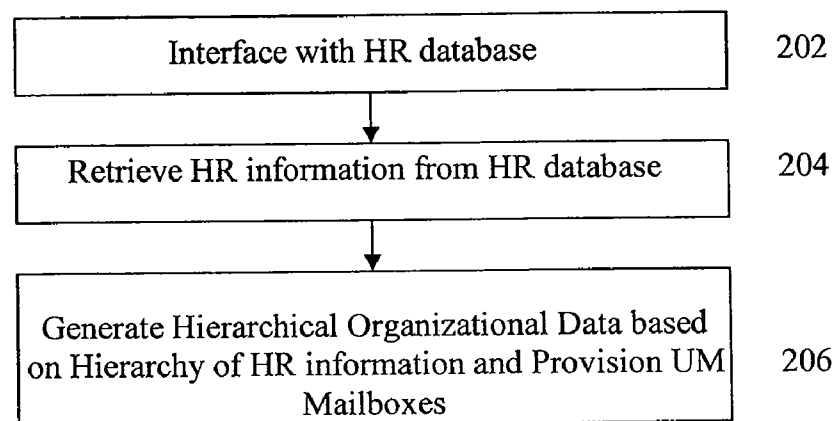 Interface with HR database 202
Retrieve HR information from HR database 204
Generate Hierarchical Organizational Data based
on Hierarchy of HR information and Provision UM 206
Mailboxes